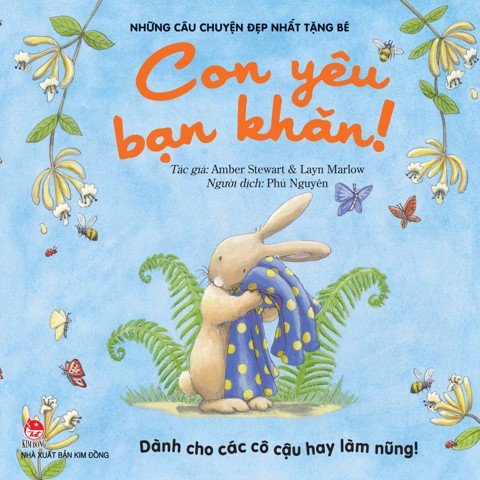 NHỮNG CÂU CHUYỆN ĐẸP NHẤT TẶNG BÉ
Con yêu
bạn khăn!
Tác giả: Amber Stewart & Layn Marlow
Người dịch: Phú Nguyên
KIM ĐỒNG
NHÀ XUẤT BẢN KIM ĐỒNG
Dành cho các cô cậu hay làm nũng!